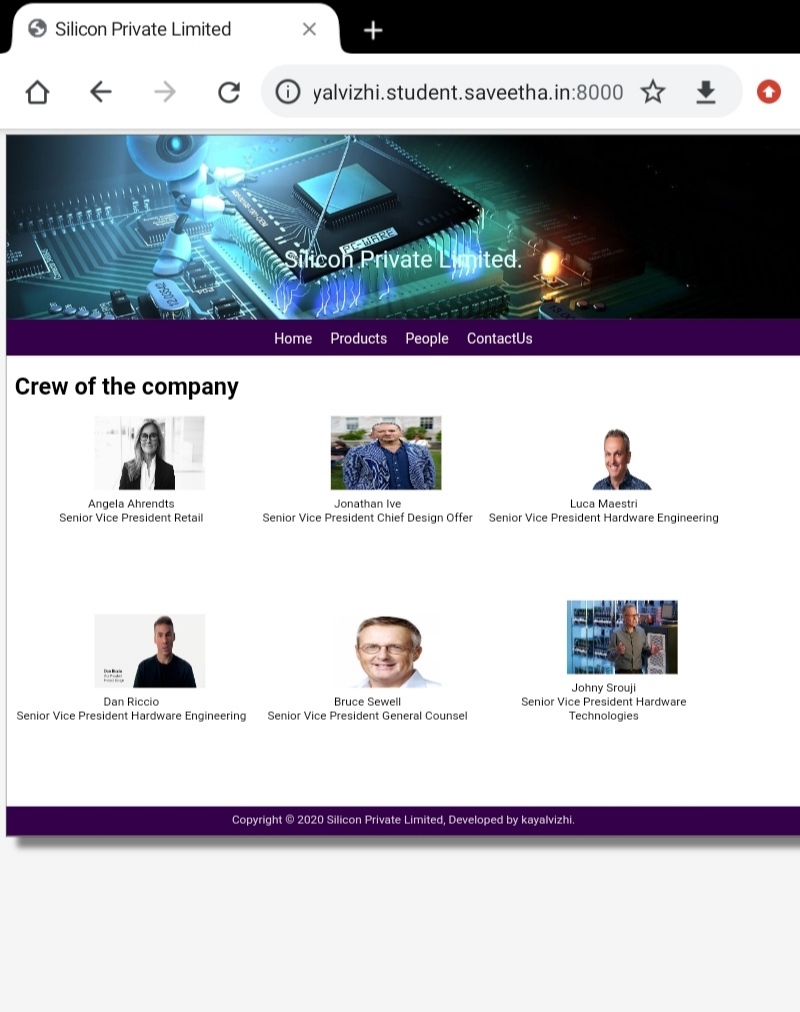 Silicon Private Limited
yalvizhi.student.saveetha.in:8000
PC-WARE
Silicon Private Limited.
Home Products People ContactUs
Crew of the company
Angela Ahrendts
Senior Vice President Retail
Jonathan Ive
Senior Vice President Chief Design Offer
Luca Maestri
Senior Vice President Hardware Engineering
Dan Riccio
Senior Vice President Hardware Engineering
Bruce Sewell
Senior Vice President General Counsel
Johny Srouji
Senior Vice President Hardware
Technologies
Copyright © 2020 Silicon Private Limited, Developed by kayalvizhi.